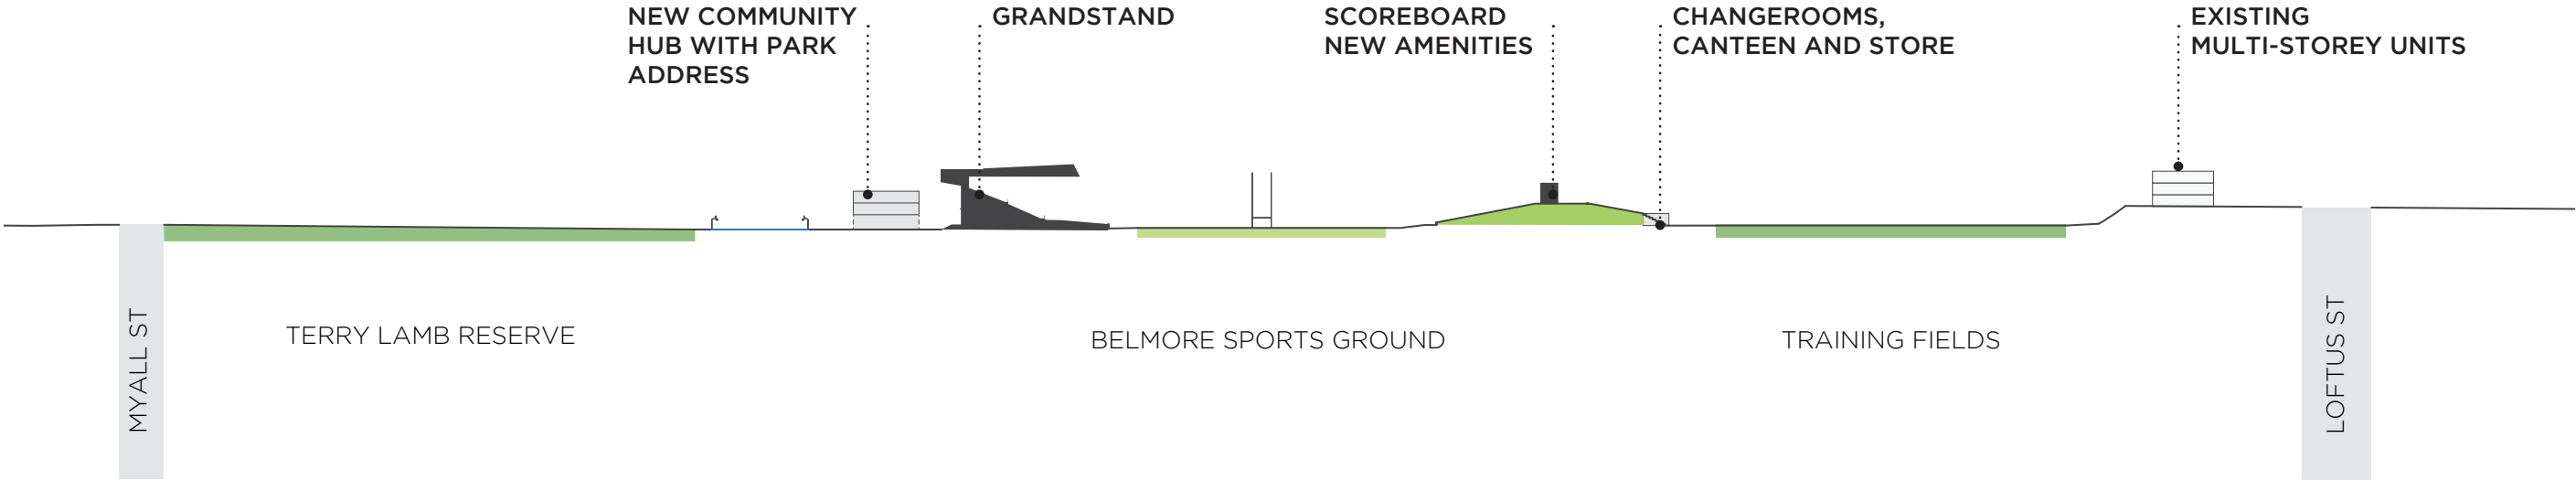 NEW COMMUNITY
HUB WITH PARK
ADDRESS
GRANDSTAND
SCOREBOARD
NEW AMENITIES
CHANGEROOMS,
CANTEEN AND STORE
EXISTING
MULTI-STOREY UNITS
MYALL ST
TERRY LAMB RESERVE
BELMORE SPORTS GROUND
TRAINING FIELDS
LOFTUS ST